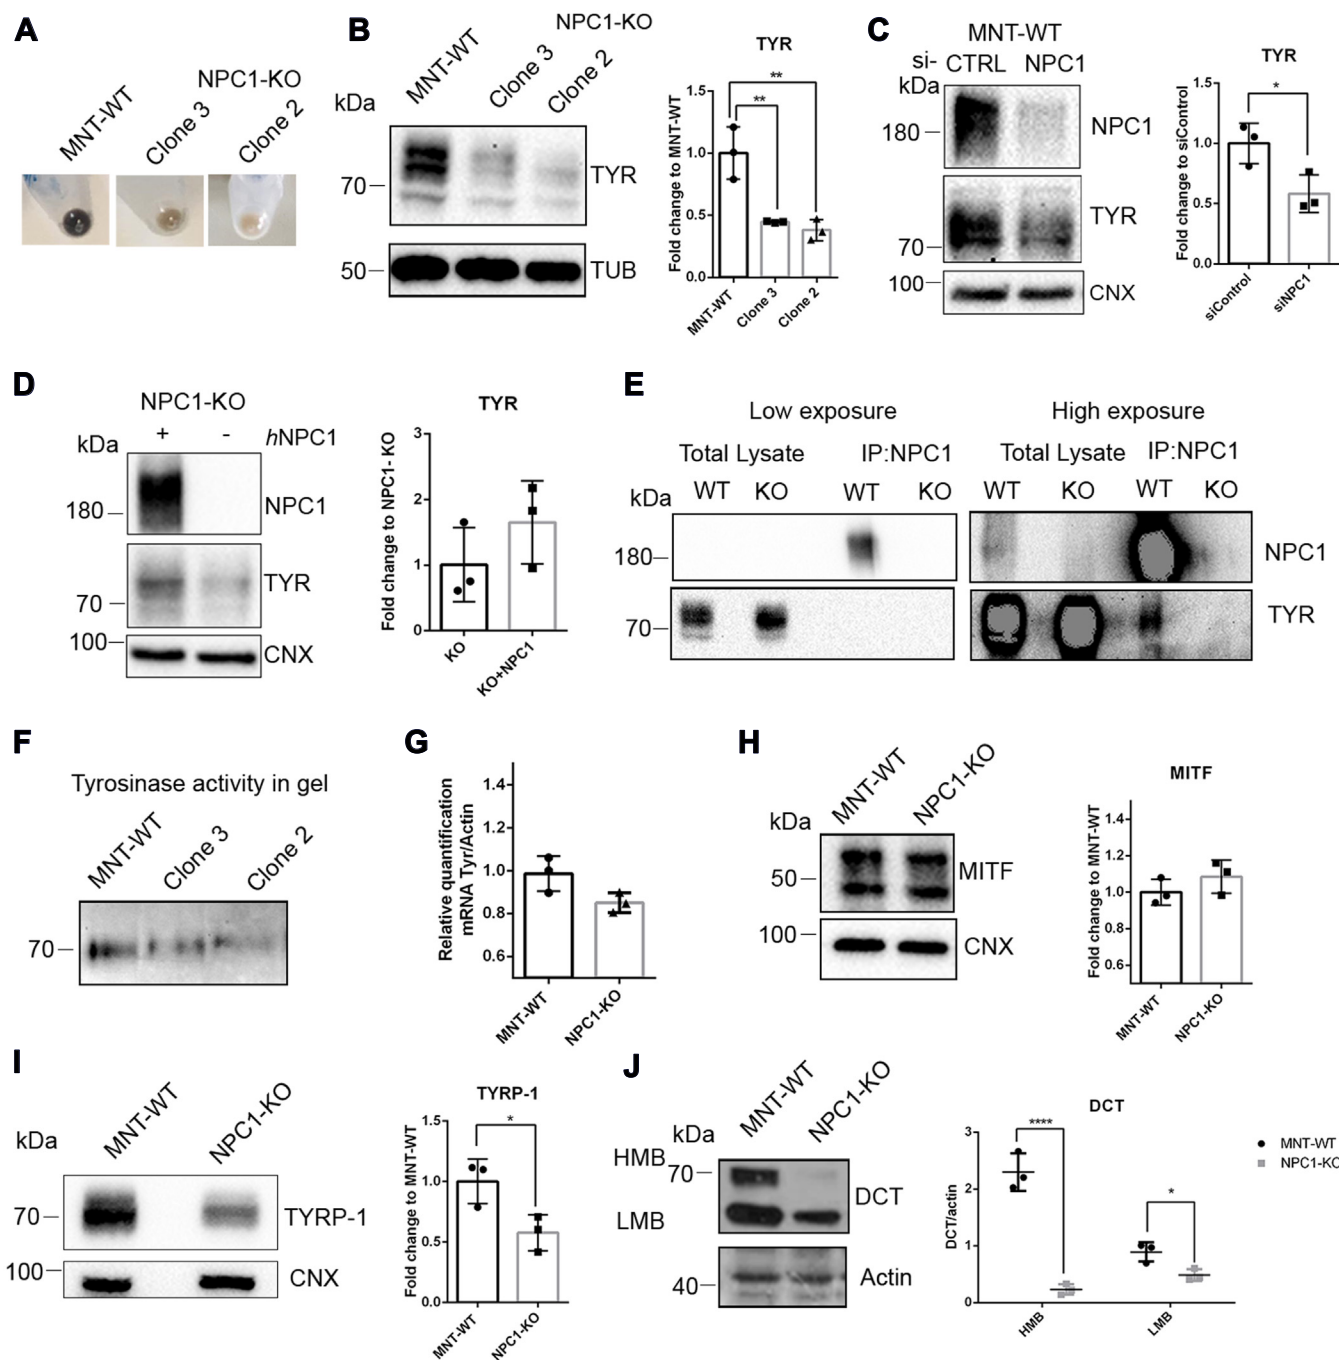 A
NPC1-KO
MNT-WT
Clone 3
Clone 2
B
NPC1-KO
MNT-WT
Clone 3
Clone 2
kDa
70
TYR
50
TUB
TYR
**
**
Fold change to MNT-WT
1.5
1.0
0.5
0.0
MNT-WT
Clone 3
Clone 2
C
MNT-WT
si- CTRL NPC1
kDa
180
NPC1
TYR
70
100
CNX
TYR
*
Fold change to siControl
1.5
1.0
0.5
0.0
siControl
siNPC1
D
NPC1-KO
kDa + - hNPC1
180
NPC1
TYR
70
100
CNX
TYR
Fold change to NPC1- KO
3
2
1
0
KO
KO+NPC1
E
Low exposure High exposure
Total Lysate IP:NPC1 Total Lysate IP:NPC1
kDa WT KO WT KO WT KO WT KO
180
NPC1
70
TYR
F
Tyrosinase activity in gel
MNT-WT
Clone 3
Clone 2
70
G
Relative quantification
mRNA Tyr/Actin
1.4
1.2
1.0
0.8
0.6
MNT-WT
NPC1-KO
H
MNT-WT
NPC1-KO
kDa
MITF
50
100
CNX
MITF
Fold change to MNT-WT
1.4
1.2
1.0
0.8
0.6
MNT-WT
NPC1-KO
I
MNT-WT
NPC1-KO
kDa
70
TYRP-1
100
CNX
TYRP-1
*
Fold change to MNT-WT
1.5
1.0
0.5
0.0
MNT-WT
NPC1-KO
J
MNT-WT
NPC1-KO
kDa
HMB 70
DCT
LMB
Actin
40
DCT
****
*
DCT/actin
3
2
1
0
HMB
LMB
MNT-WT
NPC1-KO